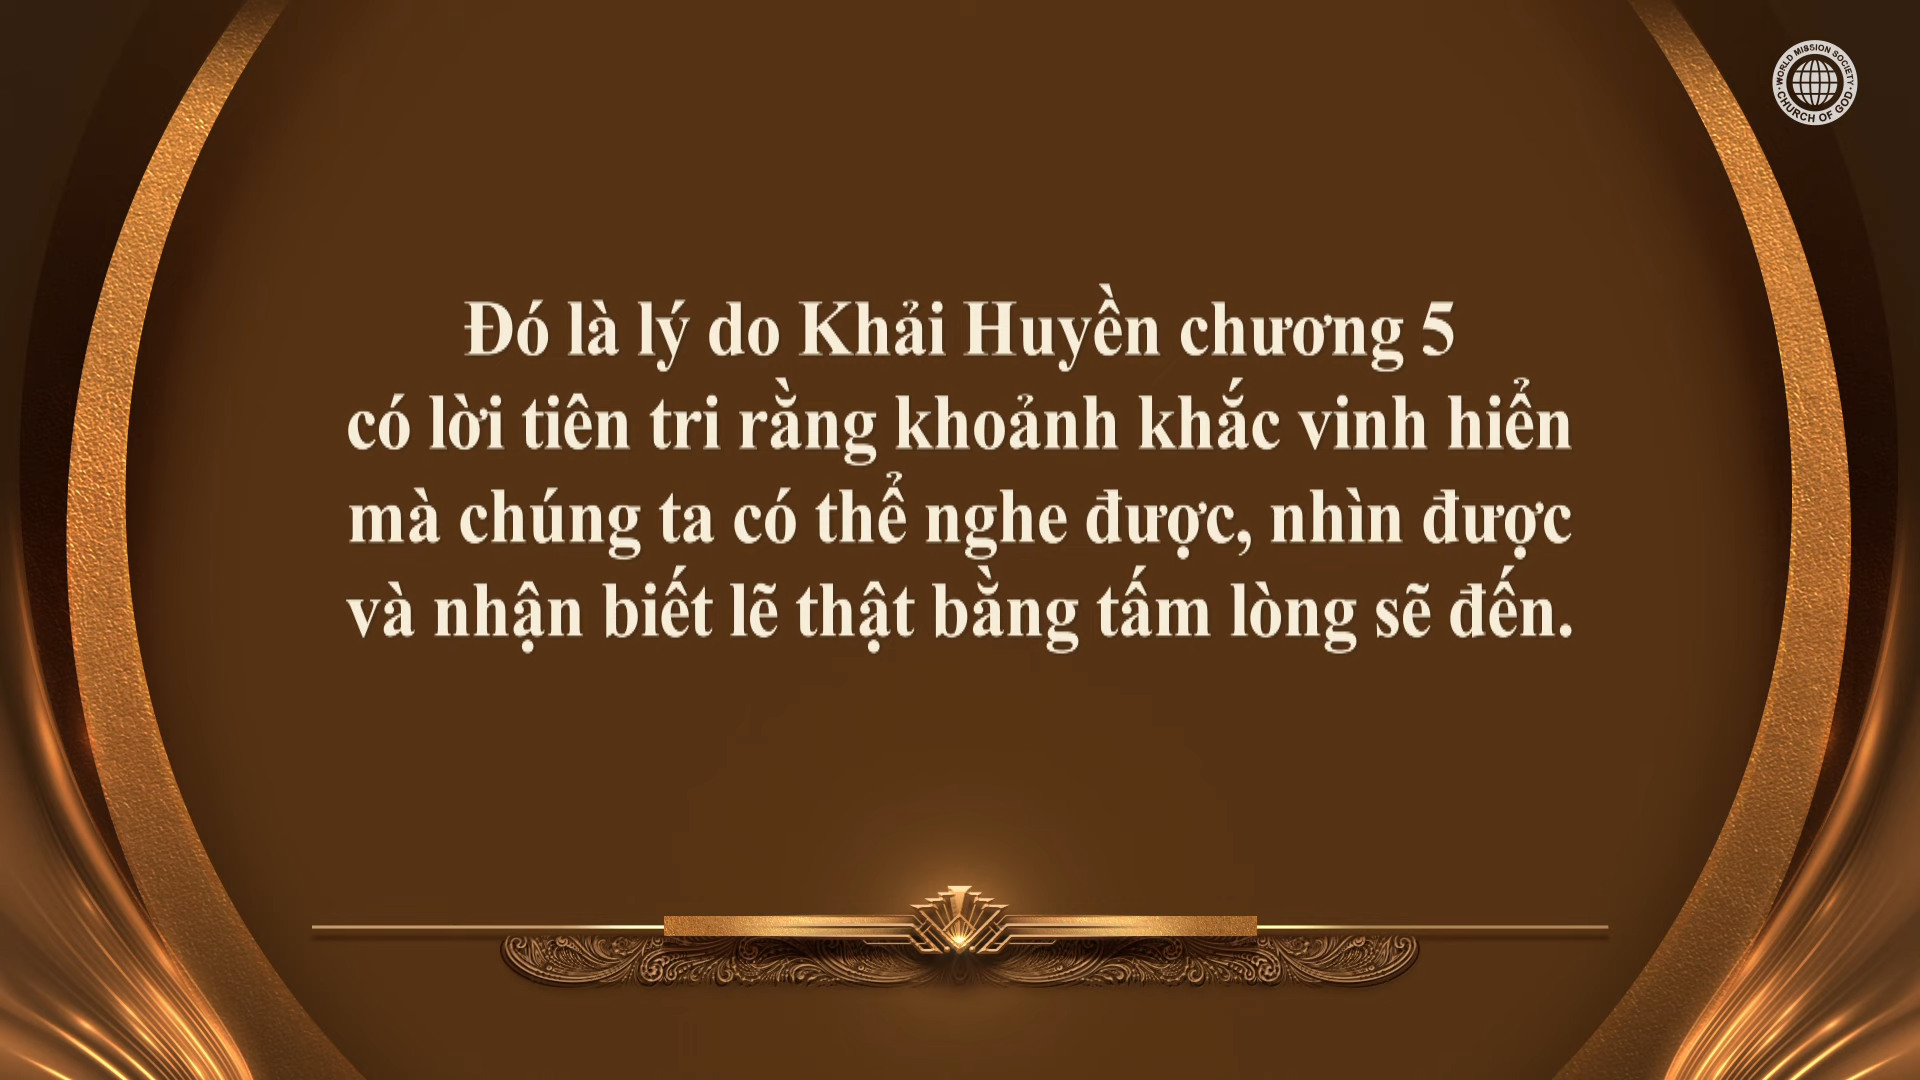 WORLD MISSION SOCIETY
CHURCH OF GOD
Đó là lý do Khải Huyền chương 5
có lời tiên tri rằng khoảnh khắc vinh hiển
mà chúng ta có thể nghe được, nhìn được
và nhận biết lẽ thật bằng tấm lòng sẽ đến.